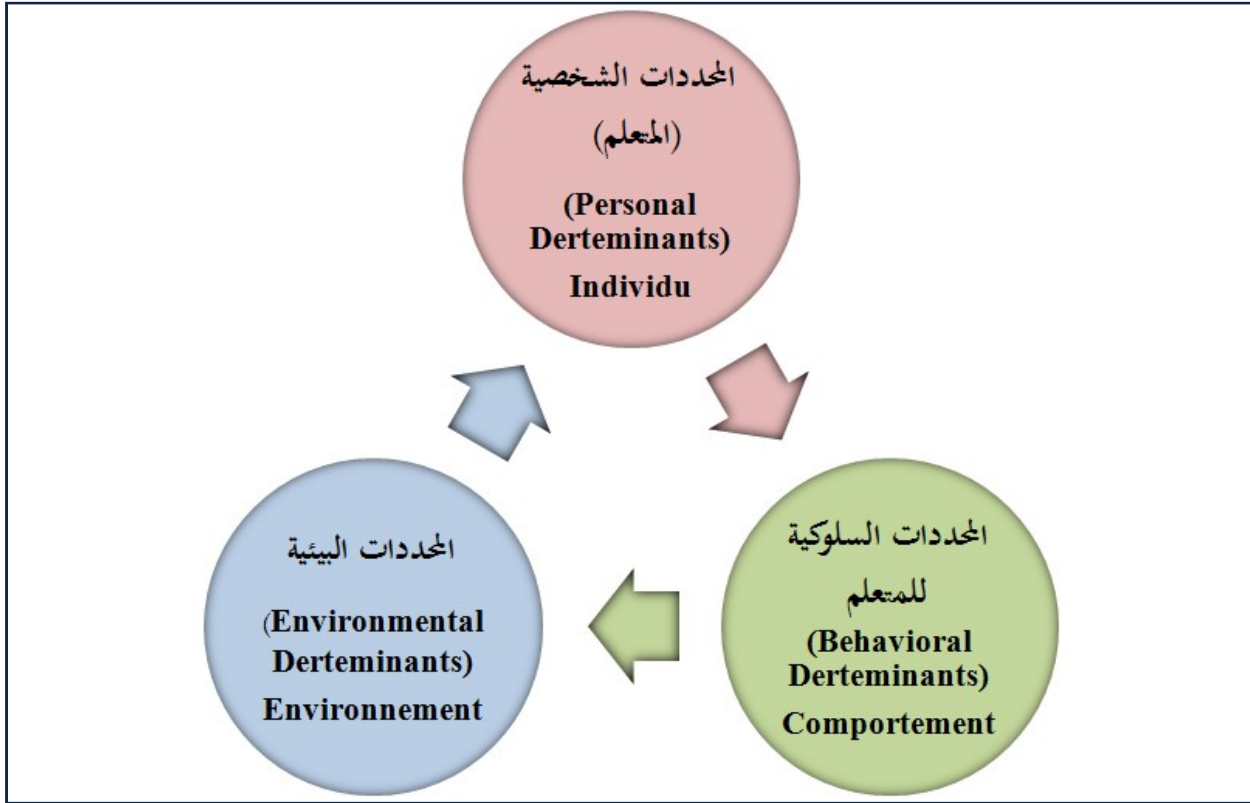 المحددات الشخصية
(المتعلم)
(Personal
Derteminants)
Individu
المحددات السلوكية
للمتعلم
(Behavioral
Derteminants)
Comportement
المحددات البيئية
(Environmental
Derteminants)
Environnement